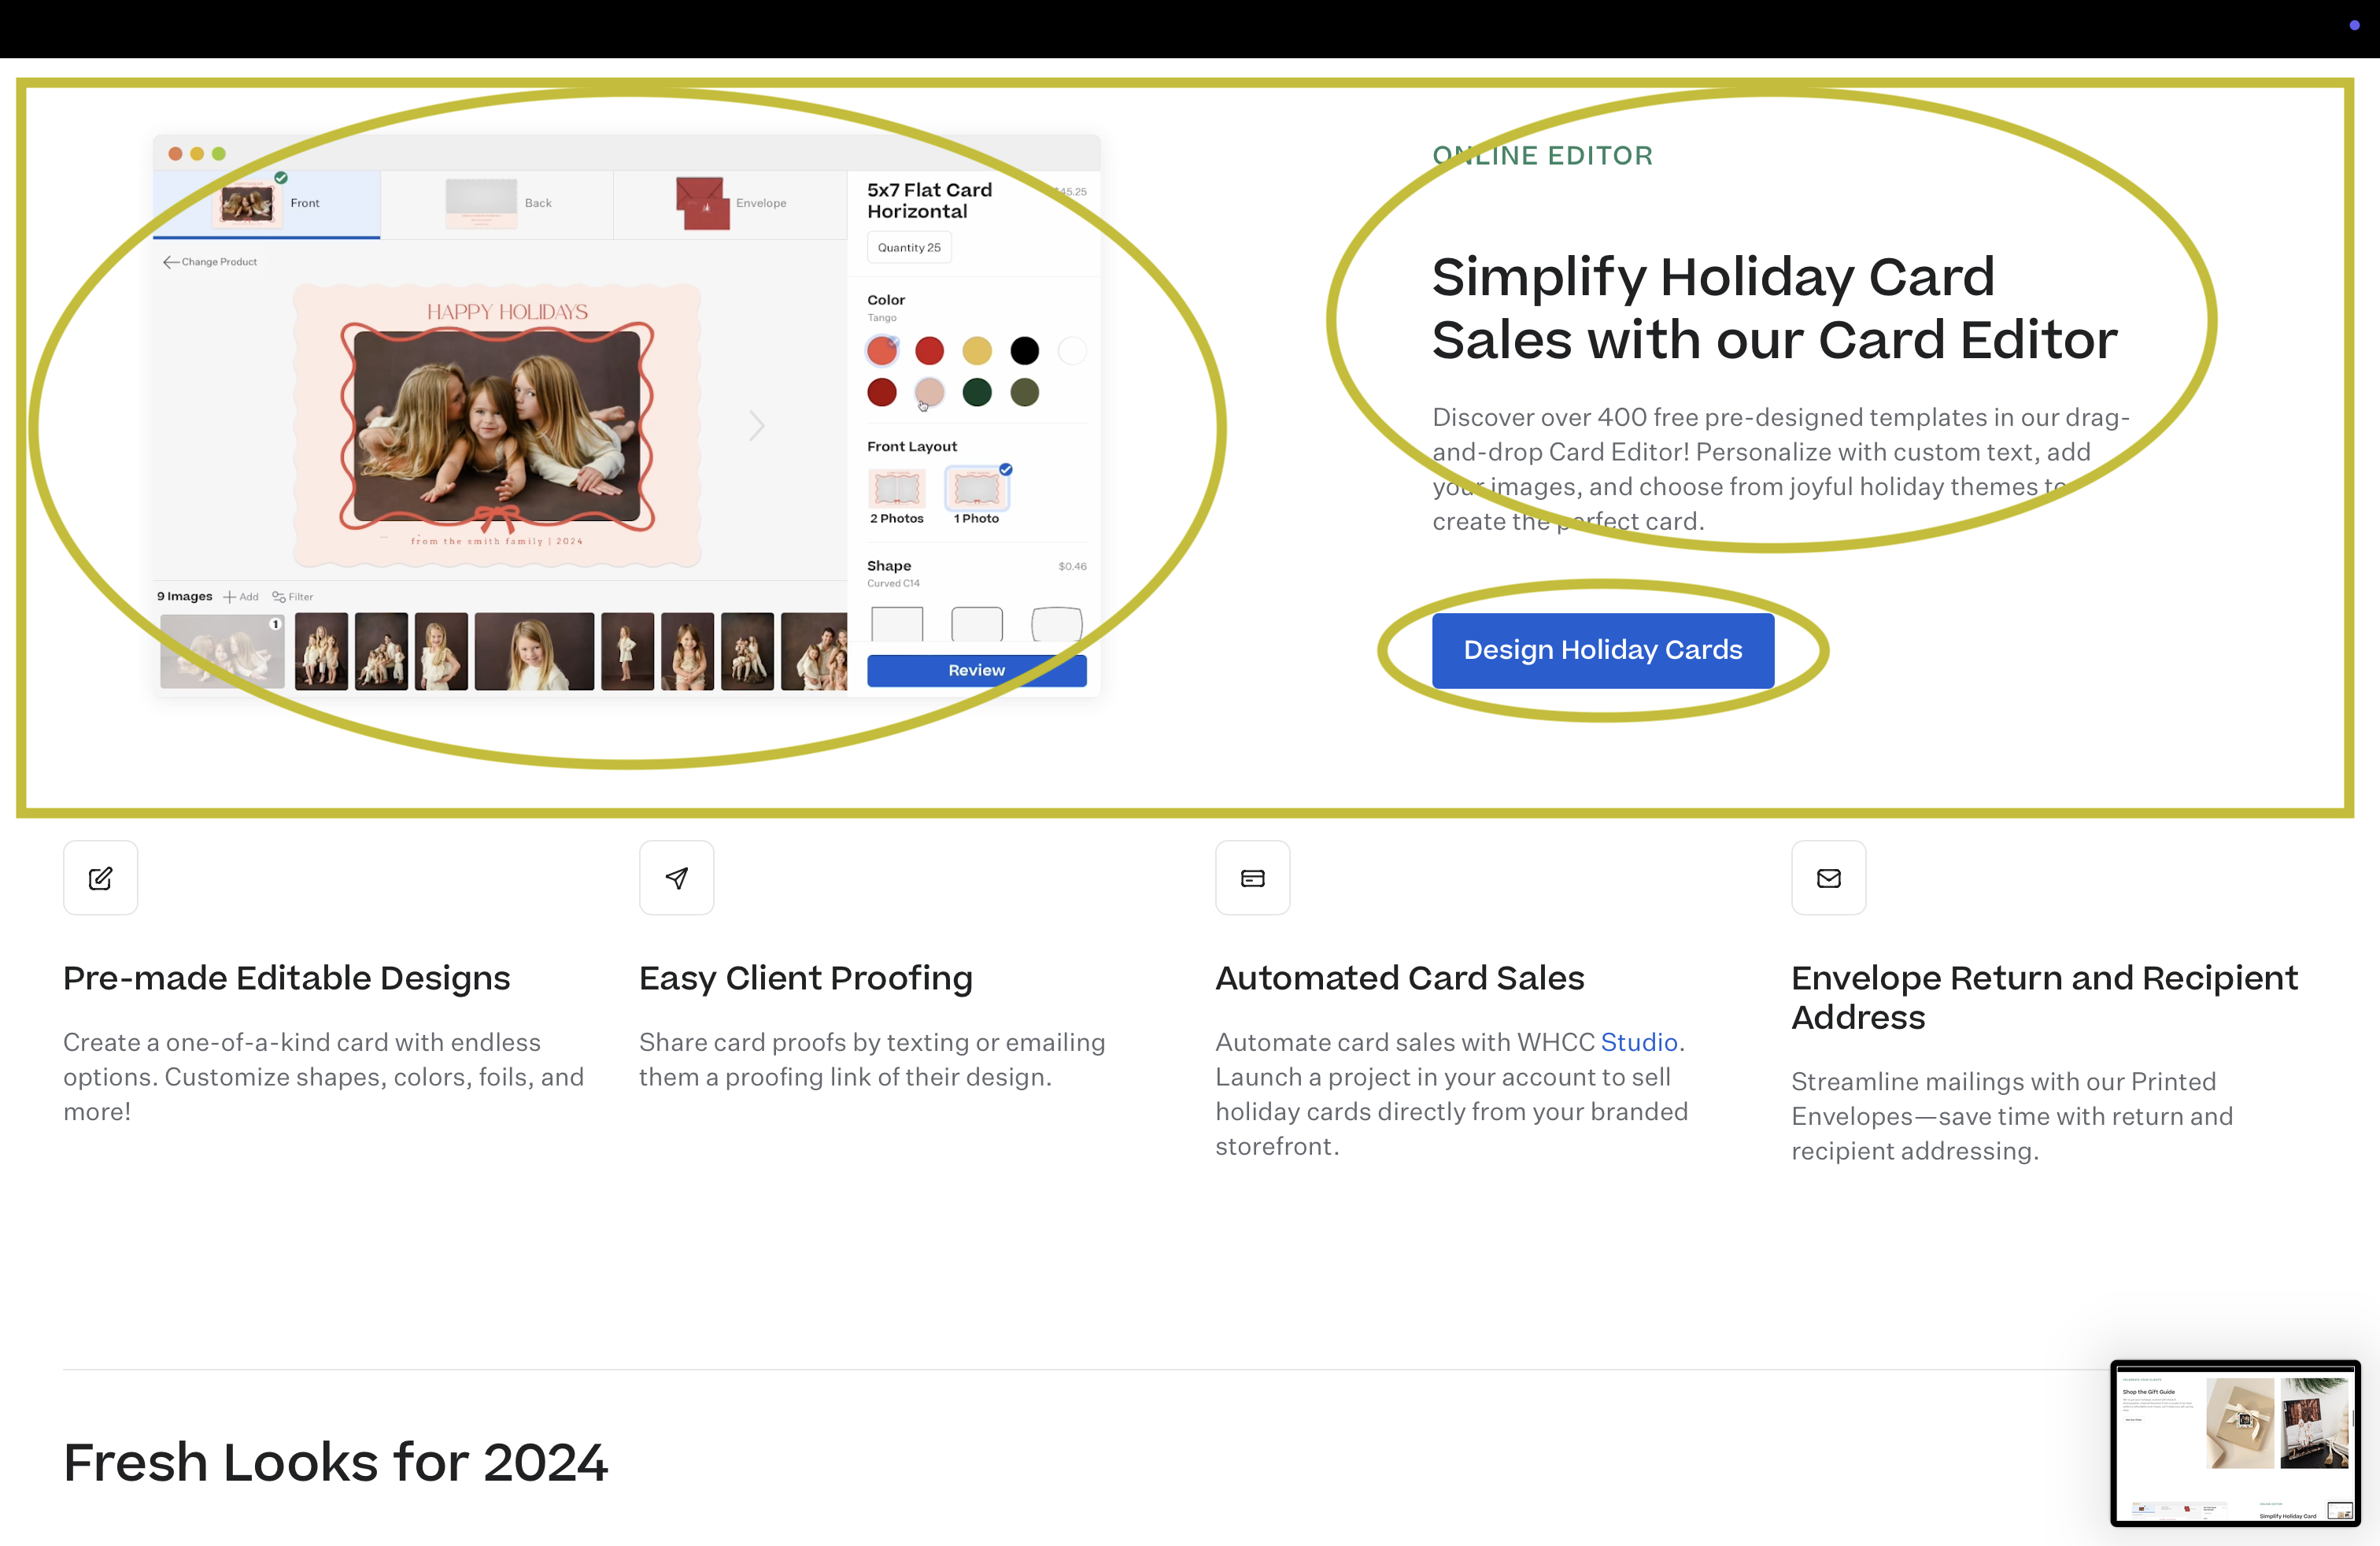 Front
Back
Envelope
5x7 Flat Card
Horizontal
Quantity 25
Change Product
HAPPY HOLIDAYS
from the smith family | 2024
Color
Tango
Front Layout
2 Photos
1 Photo
Shape
$0.46
Curved C14
9 Images
Add
Filter
1
Review
ONLINE EDITOR
Simplify Holiday Card
Sales with our Card Editor
Discover over 400 free pre-designed templates in our drag-
and-drop Card Editor! Personalize with custom text, add
your images, and choose from joyful holiday themes to
create the perfect card.
Design Holiday Cards
Pre-made Editable Designs
Create a one-of-a-kind card with endless
options. Customize shapes, colors, foils, and
more!
Easy Client Proofing
Share card proofs by texting or emailing
them a proofing link of their design.
Automated Card Sales
Automate card sales with WHCC Studio.
Launch a project in your account to sell
holiday cards directly from your branded
storefront.
Envelope Return and Recipient
Address
Streamline mailings with our Printed
Envelopes—save time with return and
recipient addressing.
Fresh Looks for 2024
Shop the Gift Guide
Simplify Holiday Card